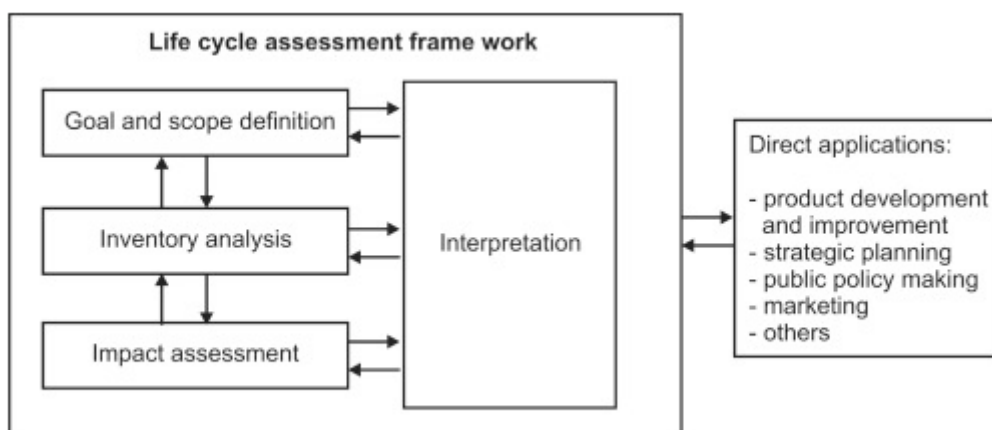 Life cycle assessment frame work
Goal and scope definition
Inventory analysis
Impact assessment
Interpretation
Direct applications:
- product development
and improvement
- strategic planning
- public policy making
- marketing
- others